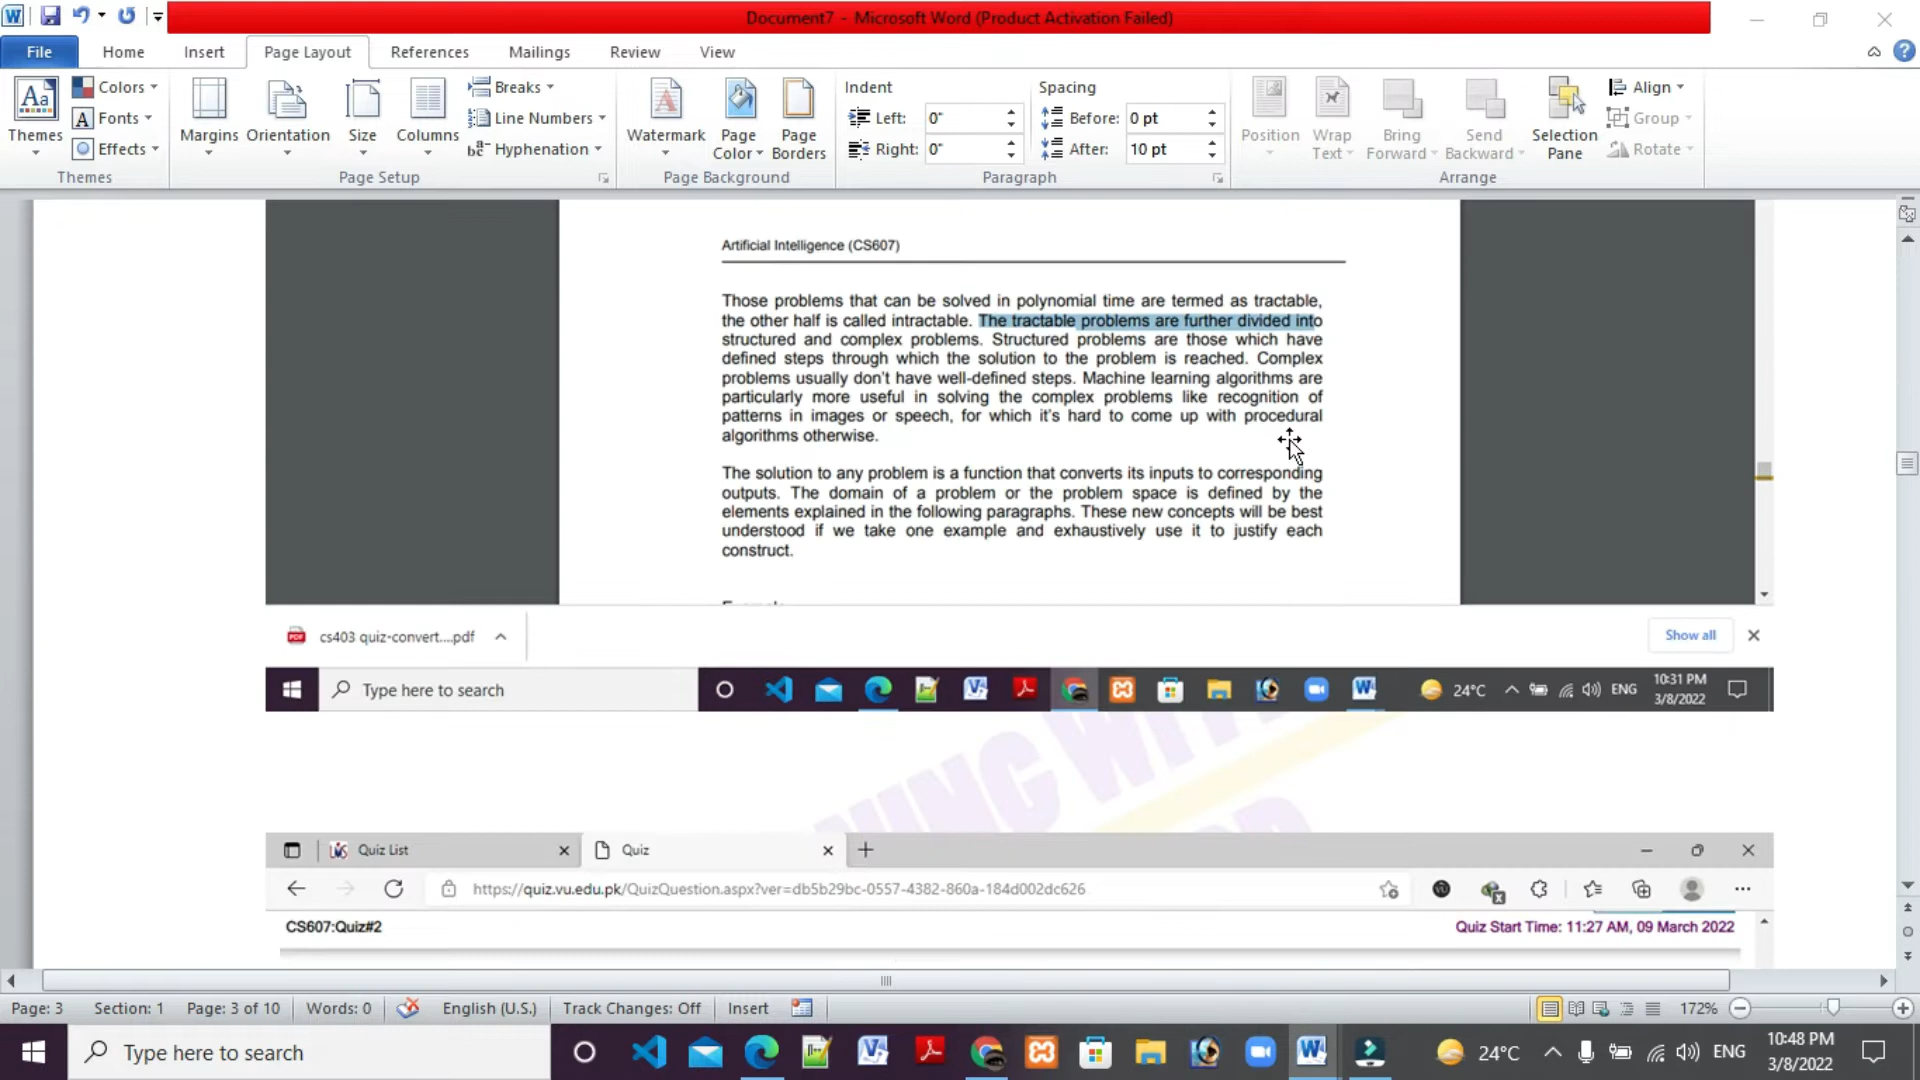 Document7 - Microsoft Word (Product Activation Failed)
File Home Insert Page Layout References Mailings Review View
Themes
Colors
Fonts
Effects
Themes
Margins Orientation Size Columns
Breaks
Line Numbers
Hyphenation
Page Setup
Watermark Page Color Page Borders
Page Background
Indent
Left: 0"
Right: 0"
Spacing
Before: 0 pt
After: 10 pt
Paragraph
Position Wrap Text Bring Forward Send Backward Selection Pane
Align
Group
Rotate
Arrange
Artificial Intelligence (CS607)
Those problems that can be solved in polynomial time are termed as tractable,
the other half is called intractable. The tractable problems are further divided into
structured and complex problems. Structured problems are those which have
defined steps through which the solution to the problem is reached. Complex
problems usually don't have well-defined steps. Machine learning algorithms are
particularly more useful in solving the complex problems like recognition of
patterns in images or speech, for which it's hard to come up with procedural
algorithms otherwise.
The solution to any problem is a function that converts its inputs to corresponding
outputs. The domain of a problem or the problem space is defined by the
elements explained in the following paragraphs. These new concepts will be best
understood if we take one example and exhaustively use it to justify each
construct.
cs403 quiz-convert....pdf Show all
Type here to search 24°C ENG 10:31 PM
3/8/2022
Quiz List Quiz
https://quiz.vu.edu.pk/QuizQuestion.aspx?ver=db5b29bc-0557-4382-860a-184d002dc626
CS607:Quiz#2 Quiz Start Time: 11:27 AM, 09 March 2022
Page: 3 Section: 1 Page: 3 of 10 Words: 0 English (U.S.) Track Changes: Off Insert 172%
Type here to search 24°C ENG 10:48 PM
3/8/2022